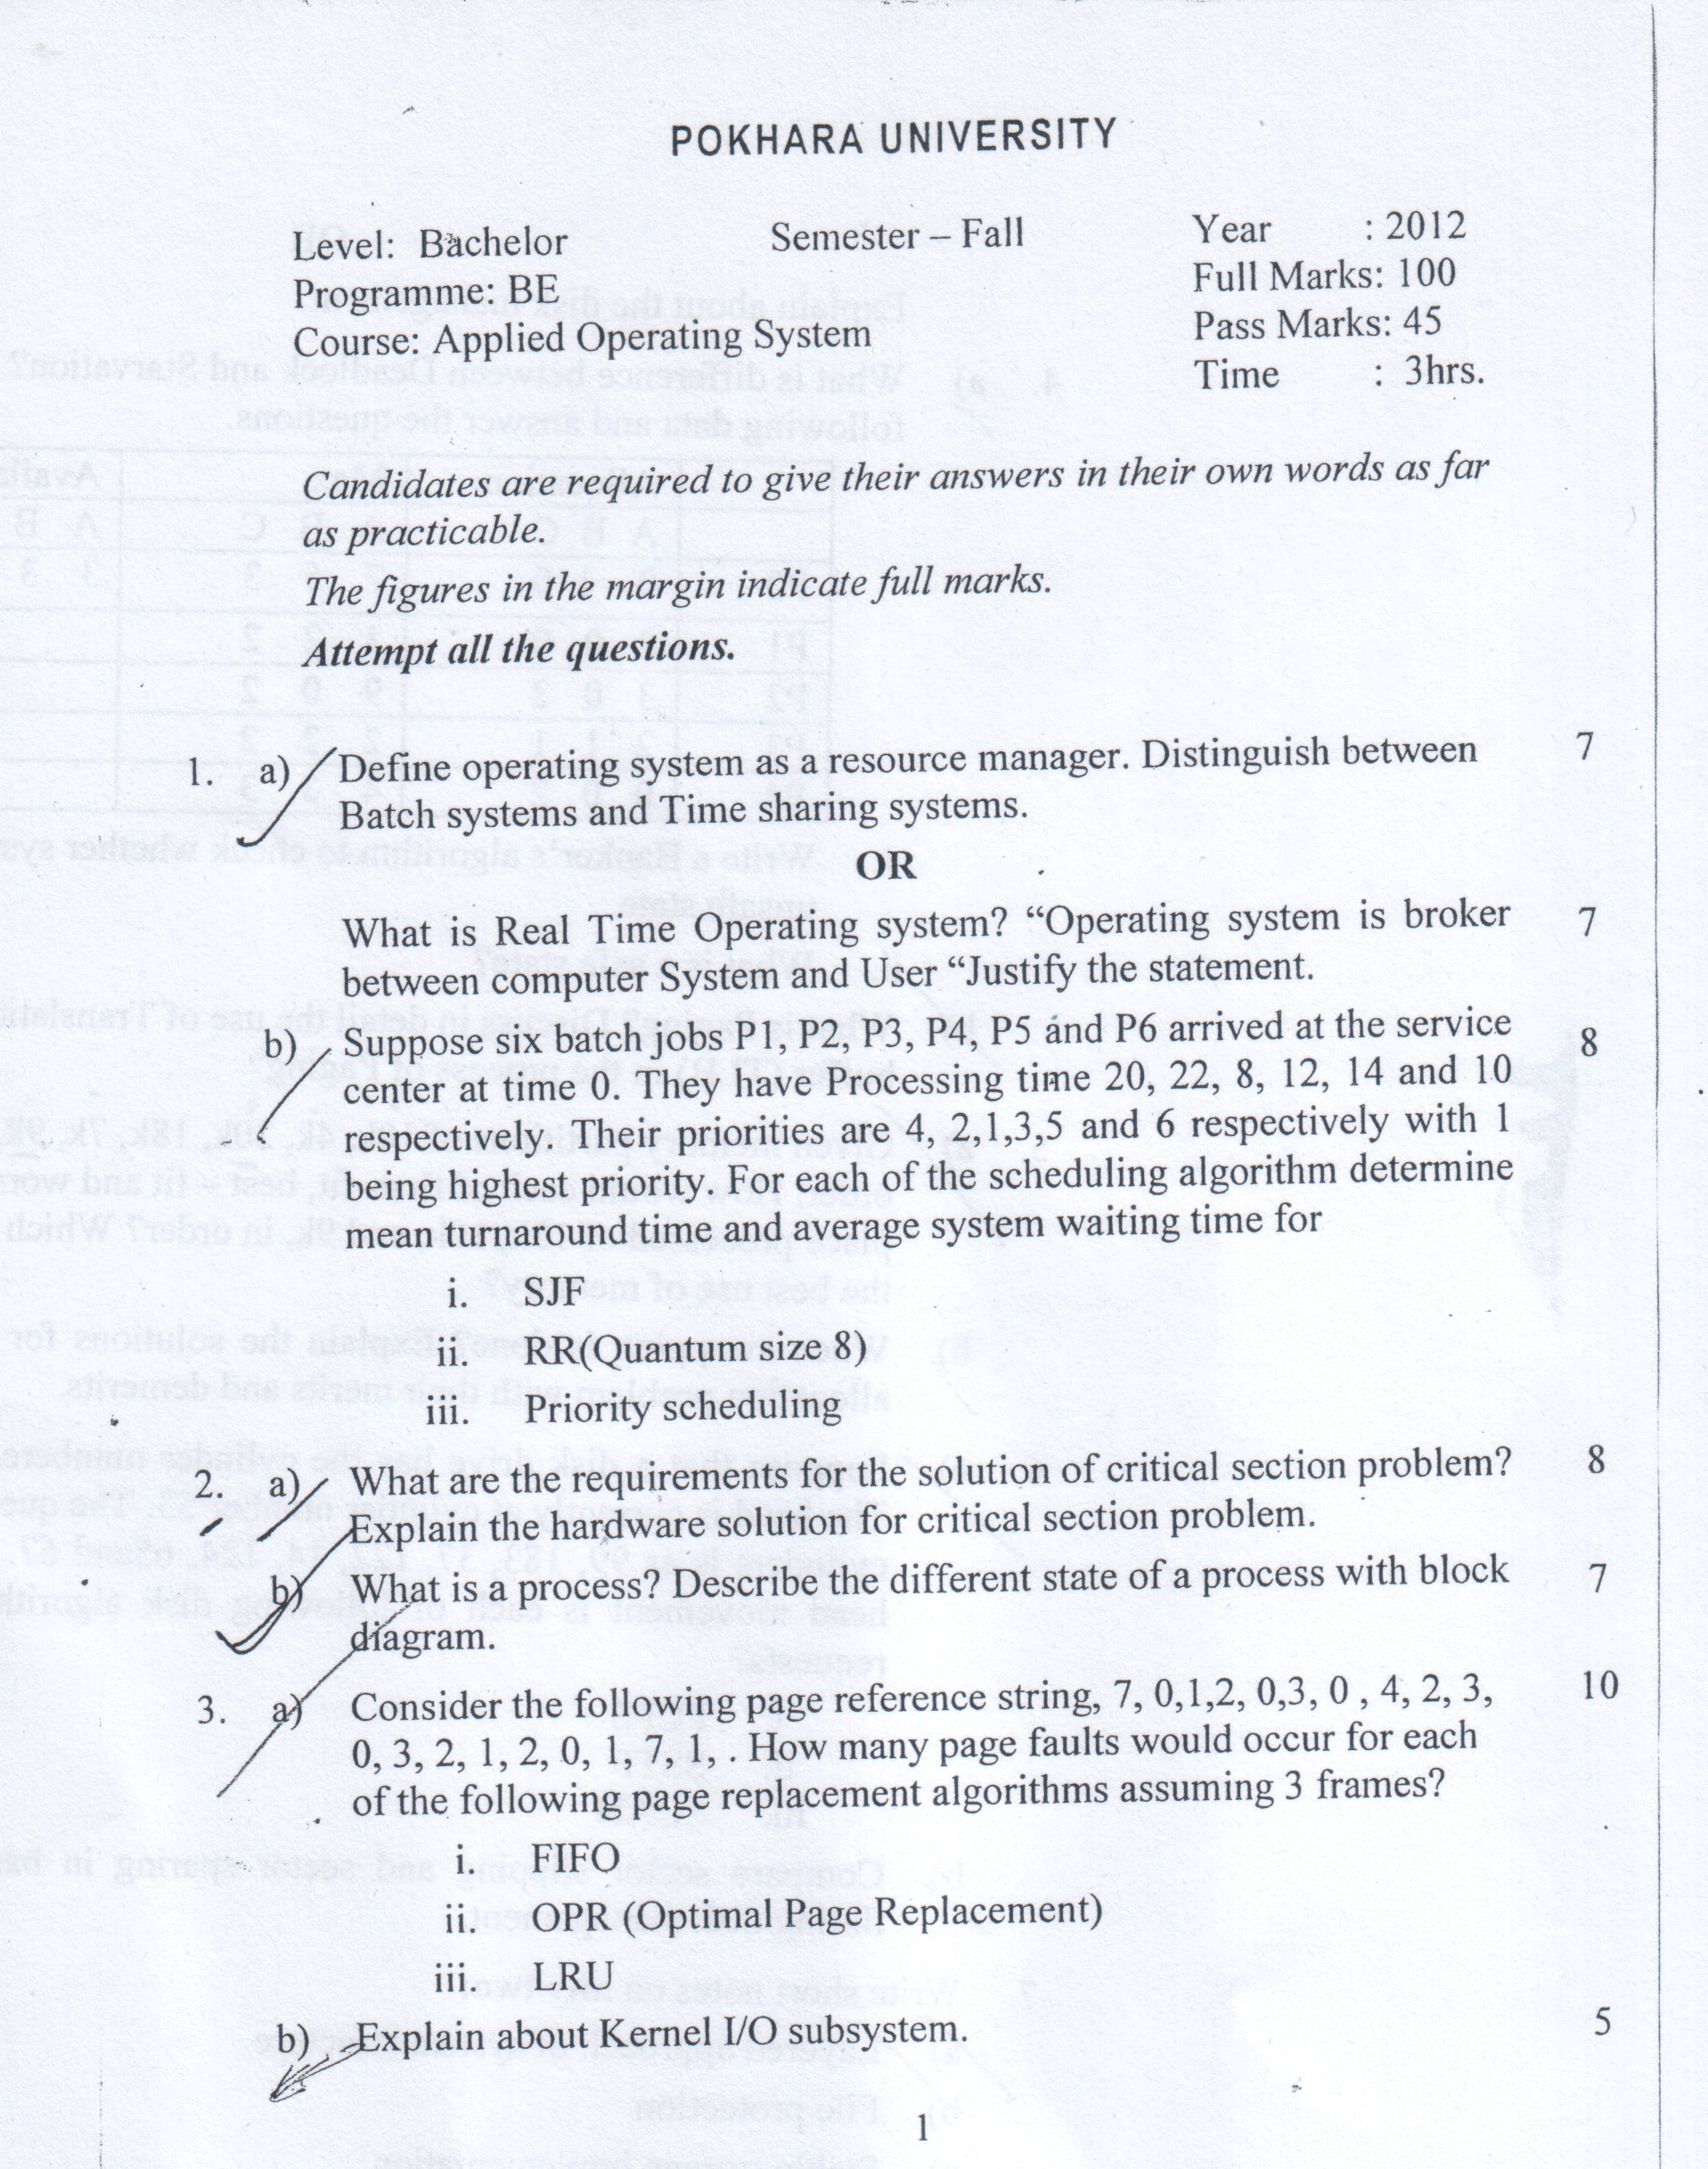 POKHARA UNIVERSITY
Level: Bachelor Semester – Fall Year : 2012
Programme: BE Full Marks: 100
Course: Applied Operating System Pass Marks: 45
Time : 3hrs.
Candidates are required to give their answers in their own words as far
as practicable.
The figures in the margin indicate full marks.
Attempt all the questions.
1. a) Define operating system as a resource manager. Distinguish between 7
Batch systems and Time sharing systems.
OR
What is Real Time Operating system? “Operating system is broker 7
between computer System and User “Justify the statement.
b) Suppose six batch jobs P1, P2, P3, P4, P5 and P6 arrived at the service 8
center at time 0. They have Processing time 20, 22, 8, 12, 14 and 10
respectively. Their priorities are 4, 2,1,3,5 and 6 respectively with 1
being highest priority. For each of the scheduling algorithm determine
mean turnaround time and average system waiting time for
i. SJF
ii. RR(Quantum size 8)
iii. Priority scheduling
2. a) What are the requirements for the solution of critical section problem? 8
Explain the hardware solution for critical section problem.
b) What is a process? Describe the different state of a process with block 7
diagram.
3. a) Consider the following page reference string, 7, 0,1,2, 0,3, 0 , 4, 2, 3, 10
0, 3, 2, 1, 2, 0, 1, 7, 1, . How many page faults would occur for each
of the following page replacement algorithms assuming 3 frames?
i. FIFO
ii. OPR (Optimal Page Replacement)
iii. LRU
b) Explain about Kernel I/O subsystem. 5
1